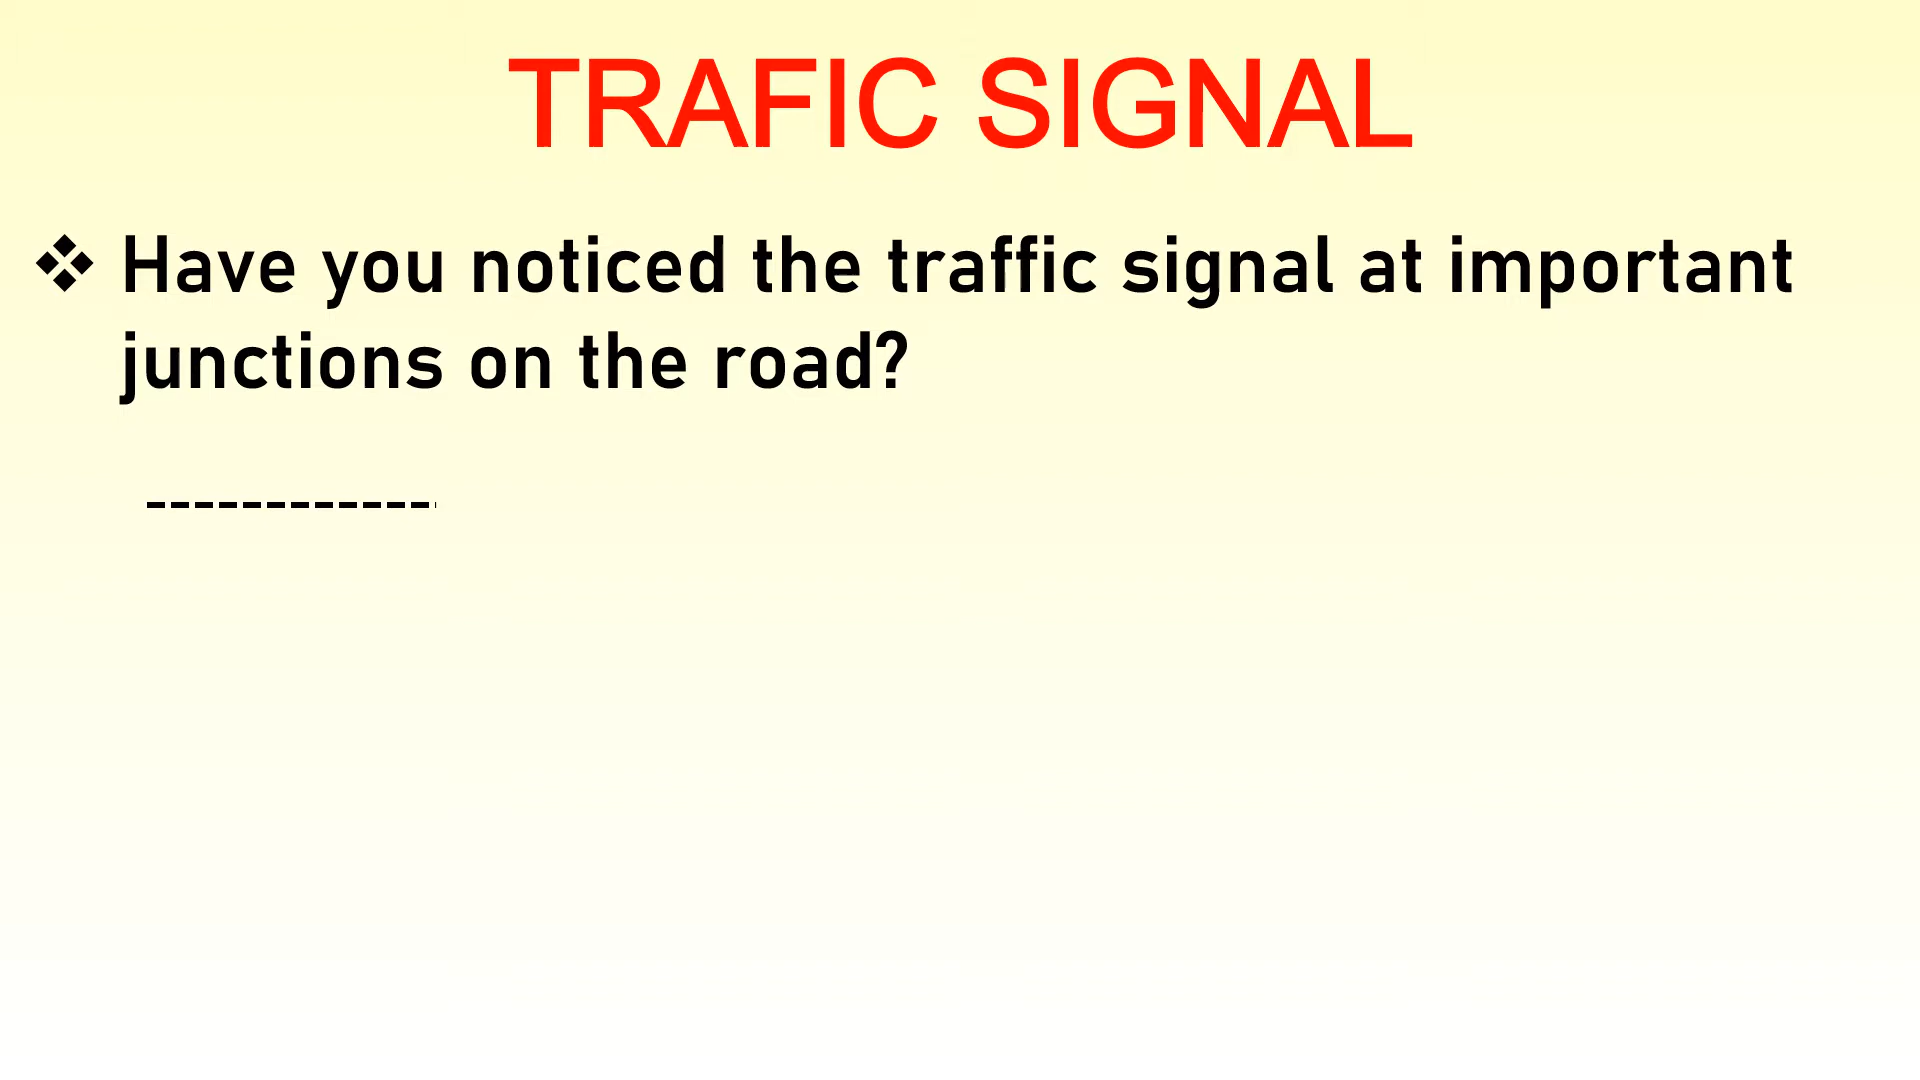 TRAFIC SIGNAL
❖ Have you noticed the traffic signal at important
junctions on the road?
------------